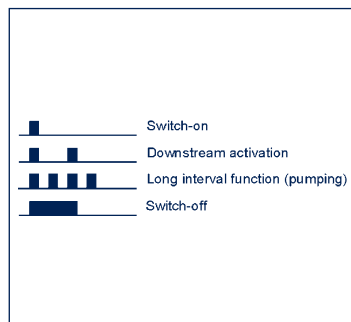 Switch-on
Downstream activation
Long interval function (pumping)
Switch-off